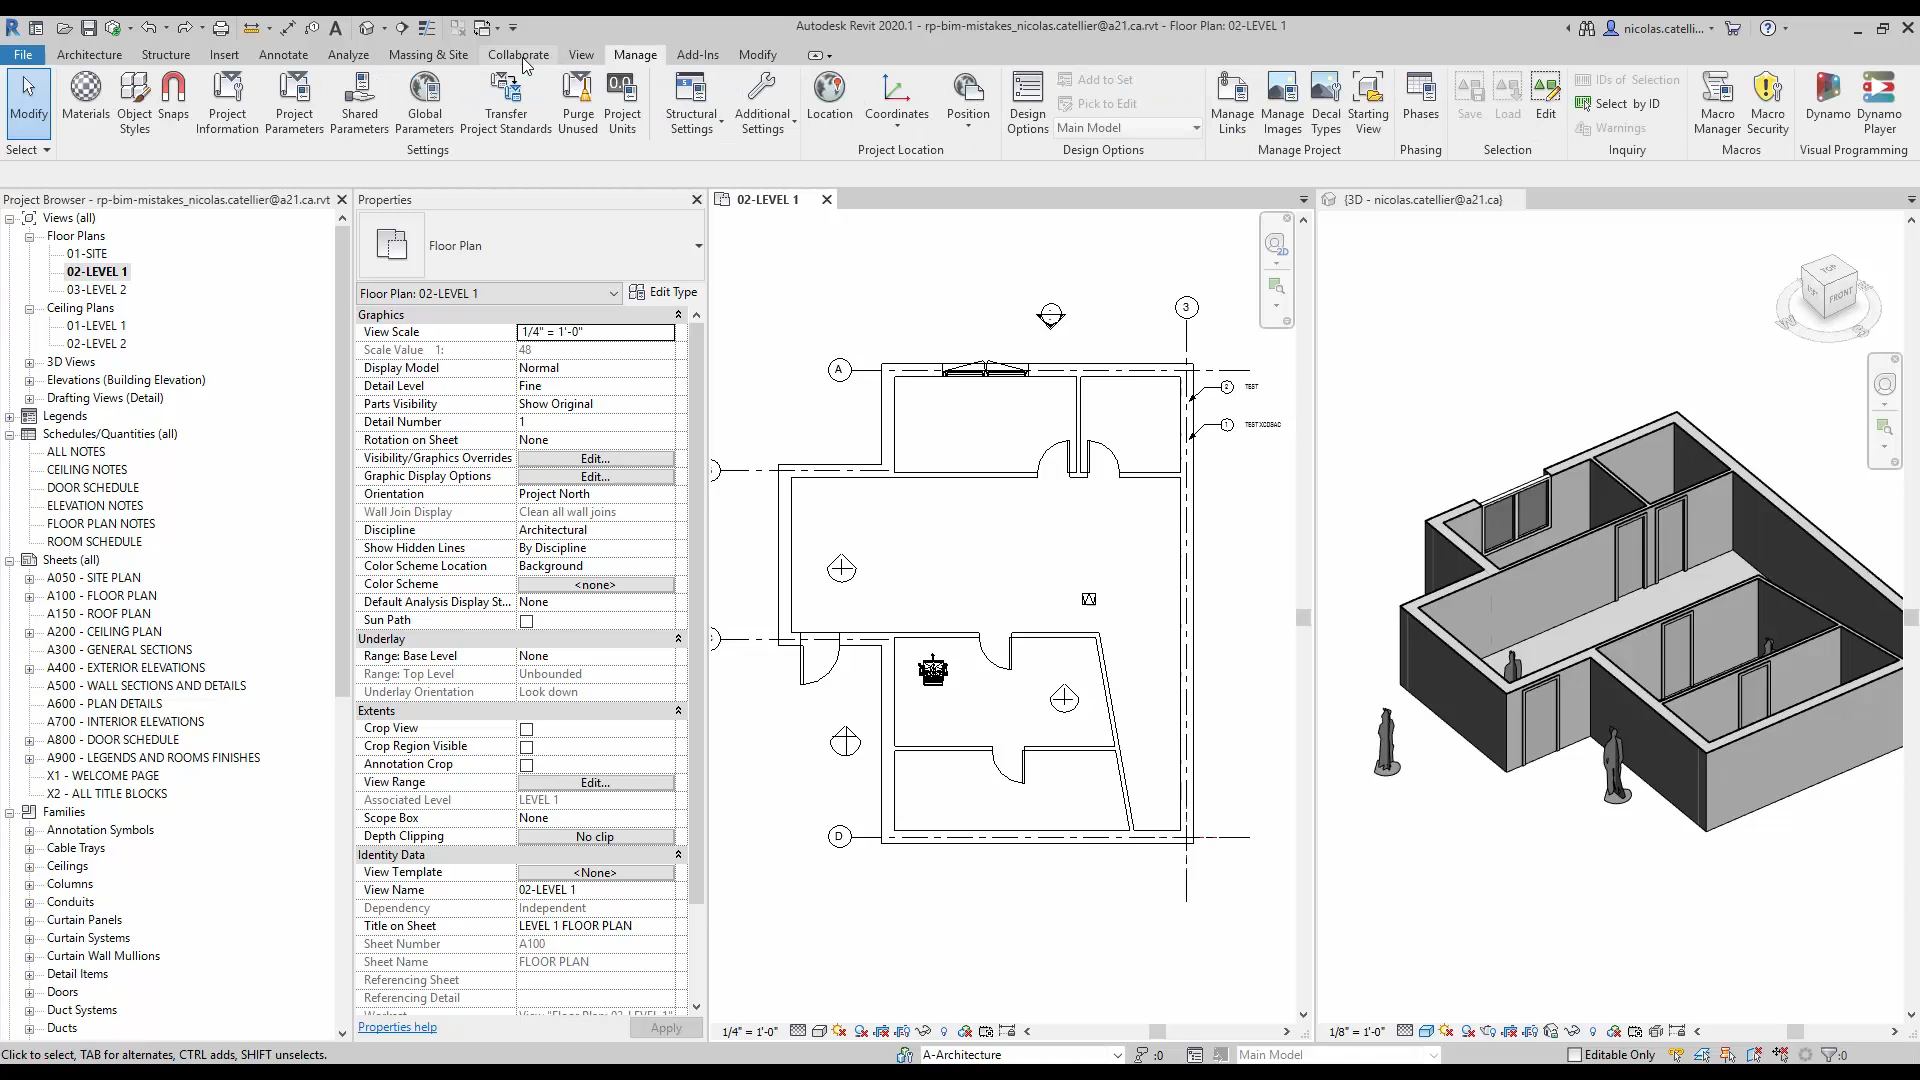 Autodesk Revit 2020.1 - rp-bim-mistakes_nicolas.catellier@a21.ca.rvt - Floor Plan: 02-LEVEL 1
nicolas.catelli...
File
Architecture
Structure
Insert
Annotate
Analyze
Massing & Site
Collaborate
View
Manage
Add-Ins
Modify
Modify
Materials
Object Styles
Snaps
Project Information
Project Parameters
Shared Parameters
Global Parameters
Transfer Project Standards
Purge Unused
Project Units
Structural Settings
Additional Settings
Location
Coordinates
Position
Design Options
Add to Set
Pick to Edit
Main Model
Manage Links
Manage Images
Decal Types
Starting View
Phases
Save
Load
Edit
IDs of Selection
Select by ID
Warnings
Macro Manager
Macro Security
Dynamo
Dynamo Player
Select
Settings
Project Location
Design Options
Manage Project
Phasing
Selection
Inquiry
Macros
Visual Programming
Project Browser - rp-bim-mistakes_nicolas.catellier@a21.ca.rvt
Views (all)
Floor Plans
01-SITE
02-LEVEL 1
03-LEVEL 2
Ceiling Plans
01-LEVEL 1
02-LEVEL 2
3D Views
Elevations (Building Elevation)
Drafting Views (Detail)
Legends
Schedules/Quantities (all)
ALL NOTES
CEILING NOTES
DOOR SCHEDULE
ELEVATION NOTES
FLOOR PLAN NOTES
ROOM SCHEDULE
Sheets (all)
A050 - SITE PLAN
A100 - FLOOR PLAN
A150 - ROOF PLAN
A200 - CEILING PLAN
A300 - GENERAL SECTIONS
A400 - EXTERIOR ELEVATIONS
A500 - WALL SECTIONS AND DETAILS
A600 - PLAN DETAILS
A700 - INTERIOR ELEVATIONS
A800 - DOOR SCHEDULE
A900 - LEGENDS AND ROOMS FINISHES
X1 - WELCOME PAGE
X2 - ALL TITLE BLOCKS
Families
Annotation Symbols
Cable Trays
Ceilings
Columns
Conduits
Curtain Panels
Curtain Systems
Curtain Wall Mullions
Detail Items
Doors
Duct Systems
Ducts
Properties
Floor Plan
Floor Plan: 02-LEVEL 1
Edit Type
Graphics
View Scale 1/4" = 1'-0"
Scale Value 1: 48
Display Model Normal
Detail Level Fine
Parts Visibility Show Original
Detail Number 1
Rotation on Sheet None
Visibility/Graphics Overrides Edit...
Graphic Display Options Edit...
Orientation Project North
Wall Join Display Clean all wall joins
Discipline Architectural
Show Hidden Lines By Discipline
Color Scheme Location Background
Color Scheme <none>
Default Analysis Display St... None
Sun Path
Underlay
Range: Base Level None
Range: Top Level Unbounded
Underlay Orientation Look down
Extents
Crop View
Crop Region Visible
Annotation Crop
View Range Edit...
Associated Level LEVEL 1
Scope Box None
Depth Clipping No clip
Identity Data
View Template <None>
View Name 02-LEVEL 1
Dependency Independent
Title on Sheet LEVEL 1 FLOOR PLAN
Sheet Number A100
Sheet Name FLOOR PLAN
Referencing Sheet
Referencing Detail
Properties help
Apply
02-LEVEL 1
2D
3
A
2 TEST
1
D
1/4" = 1'-0"
{3D - nicolas.catellier@a21.ca}
TOP
FRONT
W
S
1/8" = 1'-0"
Click to select, TAB for alternates, CTRL adds, SHIFT unselects.
A-Architecture
:0
Main Model
Editable Only
:0